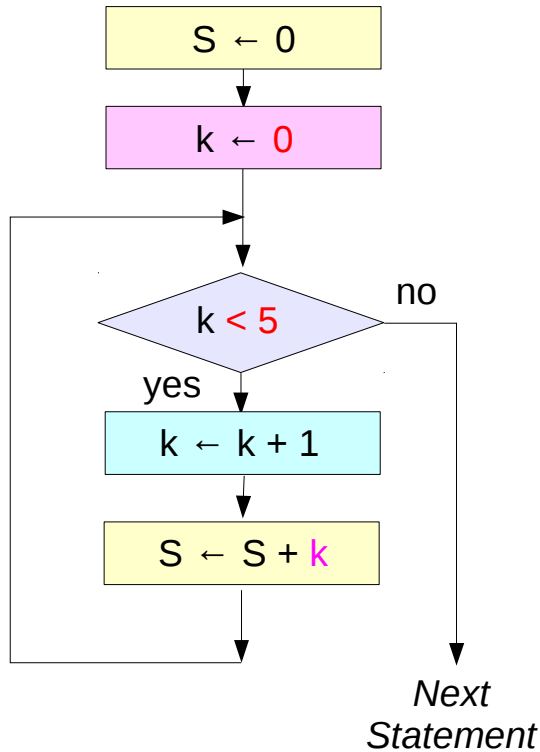 S ← 0
k ← 0
k < 5
no
yes
k ← k + 1
S ← S + k
Next
Statement